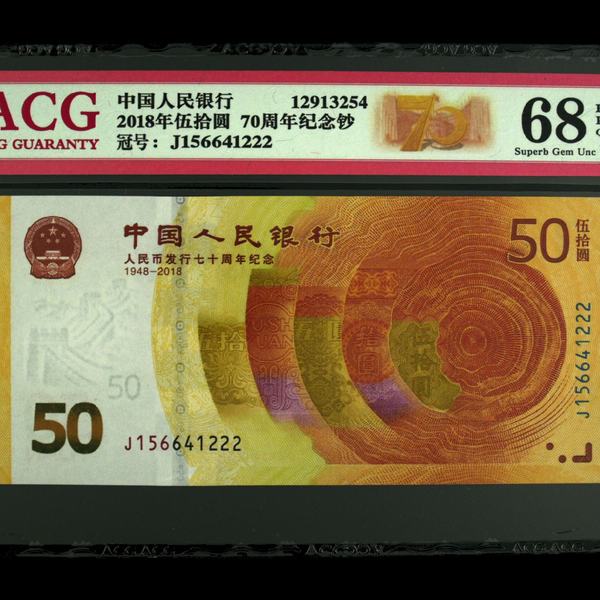 ACG
NG GUARANTY
中国人民银行 12913254
2018年伍拾圆 70周年纪念钞
冠号：J156641222
70
68
Superb Gem Unc
中国人民银行
人民币发行七十周年纪念
1948-2018
50
伍拾圆
50
50
J156641222
J156641222